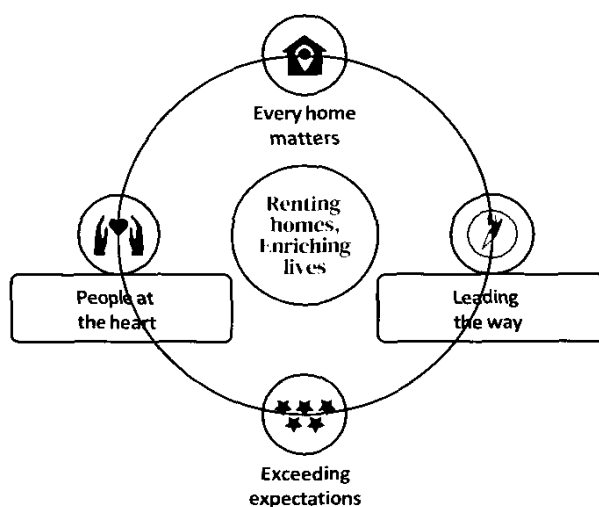 Every home
matters
Renting
homes,
Enriching
lives
People at
the heart
Leading
the way
Exceeding
expectations